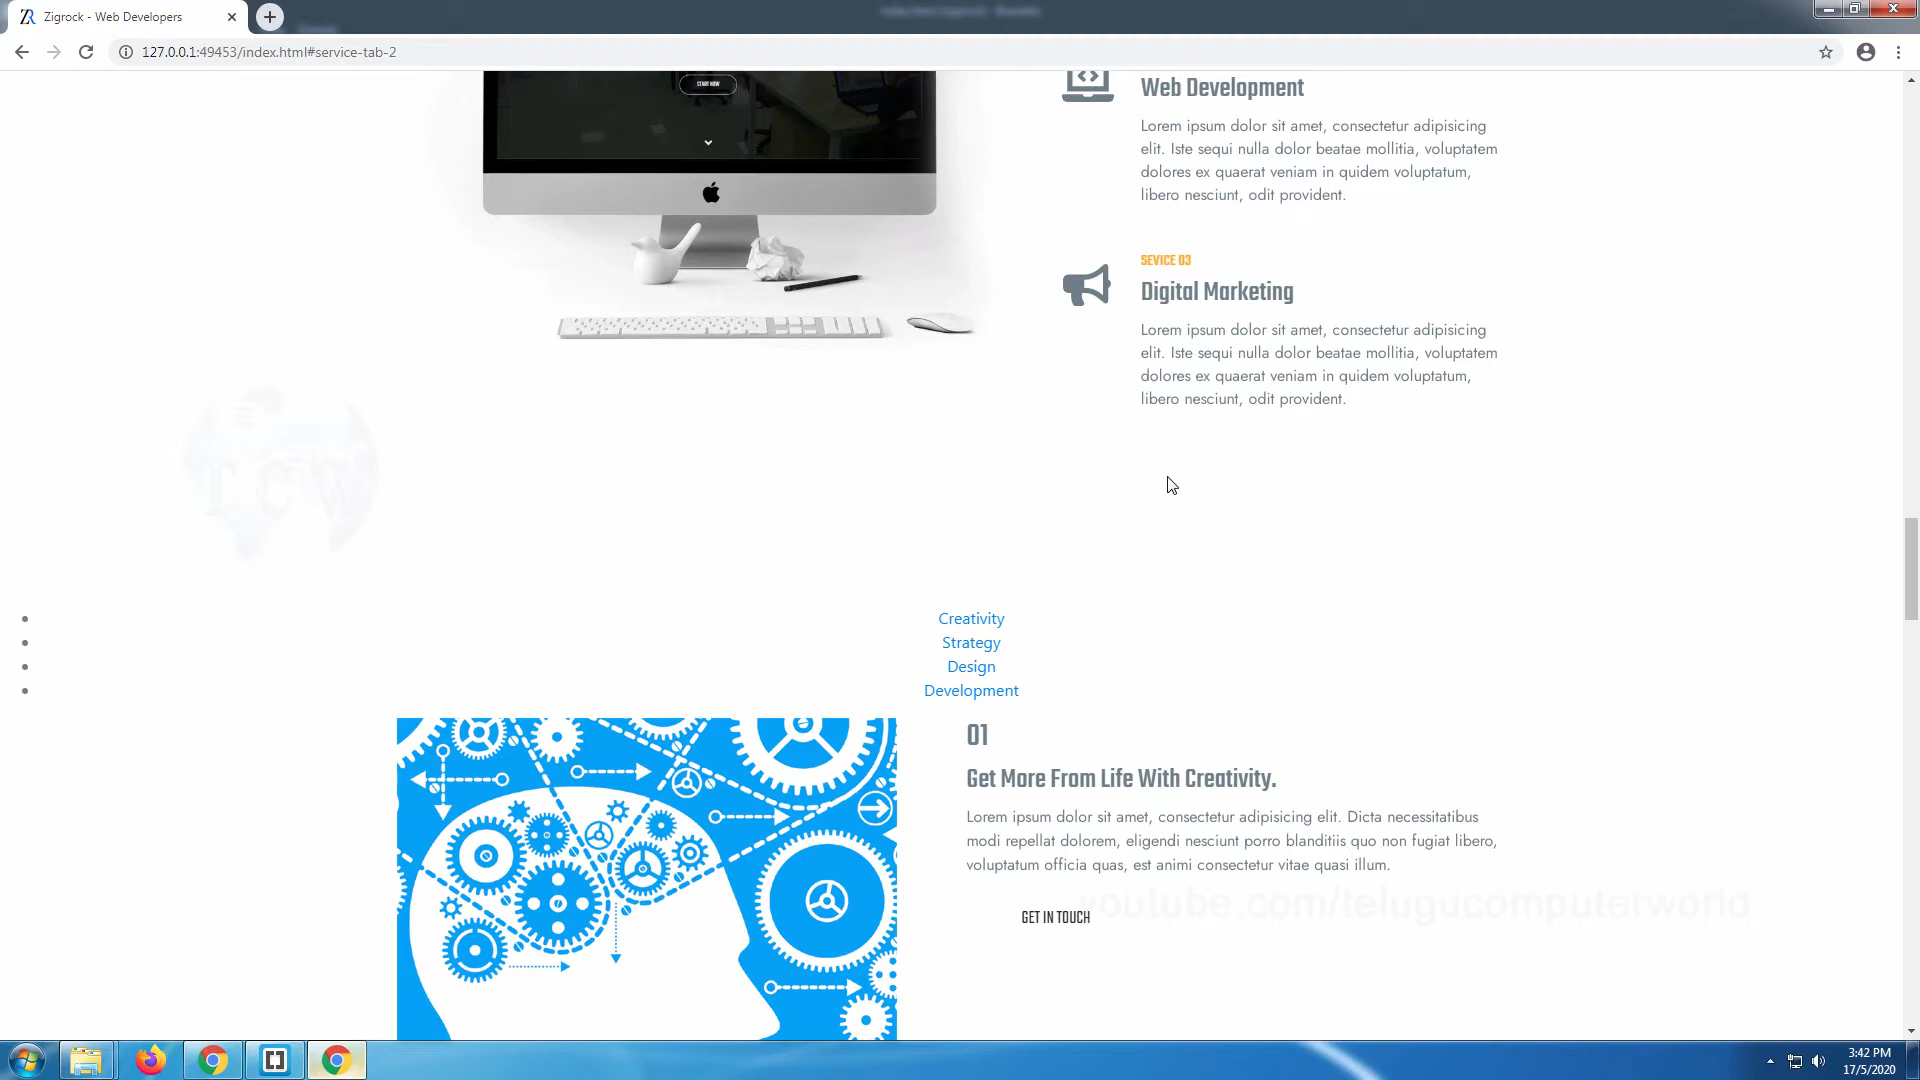 Zigrock - Web Developers
127.0.0.1:49453/index.html#service-tab-2
START NOW
Web Development
Lorem ipsum dolor sit amet, consectetur adipisicing
elit. Iste sequi nulla dolor beatae mollitia, voluptatem
dolores ex quaerat veniam in quidem voluptatum,
libero nesciunt, odit provident.
SEVICE 03
Digital Marketing
Lorem ipsum dolor sit amet, consectetur adipisicing
elit. Iste sequi nulla dolor beatae mollitia, voluptatem
dolores ex quaerat veniam in quidem voluptatum,
libero nesciunt, odit provident.
TCW
Creativity
Strategy
Design
Development
01
Get More From Life With Creativity.
Lorem ipsum dolor sit amet, consectetur adipisicing elit. Dicta necessitatibus
modi repellat dolorem, eligendi nesciunt porro blanditiis quo non fugiat libero,
voluptatum officia quas, est animi consectetur vitae quasi illum.
youtube.com/telugucomputerworld
GET IN TOUCH
3:42 PM
17/5/2020